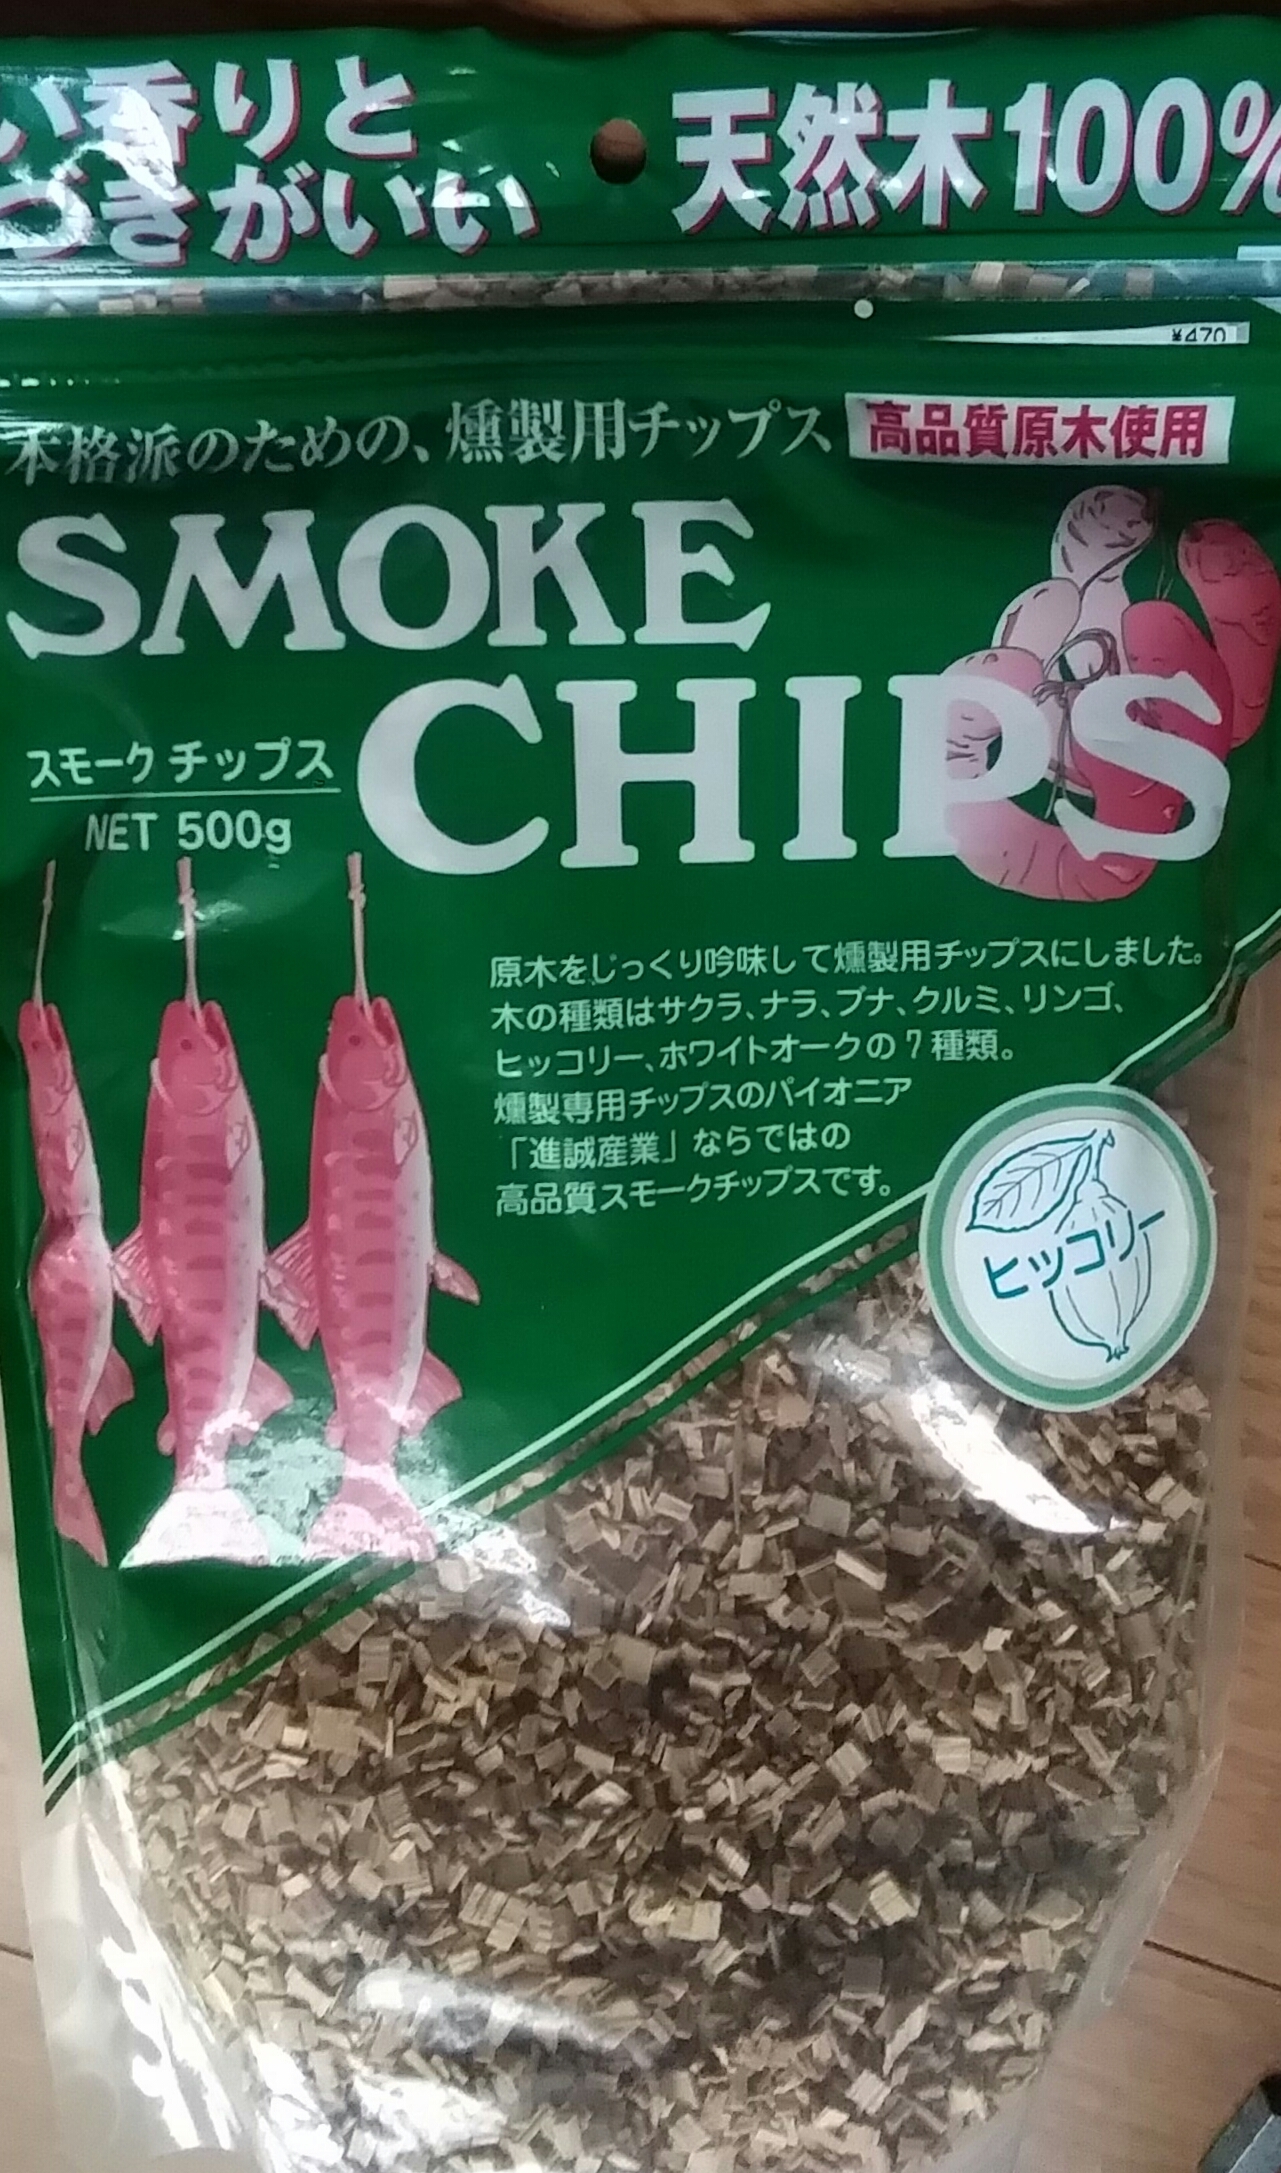 い香りと
づきがいい
天然木100%
¥470
本格派のための、燻製用チップス
高品質原木使用
SMOKE
CHIPS
スモーク チップス
NET 500g
原木をじっくり吟味して燻製用チップスにしました。
木の種類はサクラ、ナラ、ブナ、クルミ、リンゴ、
ヒッコリー、ホワイトオークの7種類。
燻製専用チップスのパイオニア
「進誠産業」ならではの
高品質スモークチップスです。
ヒッコリー